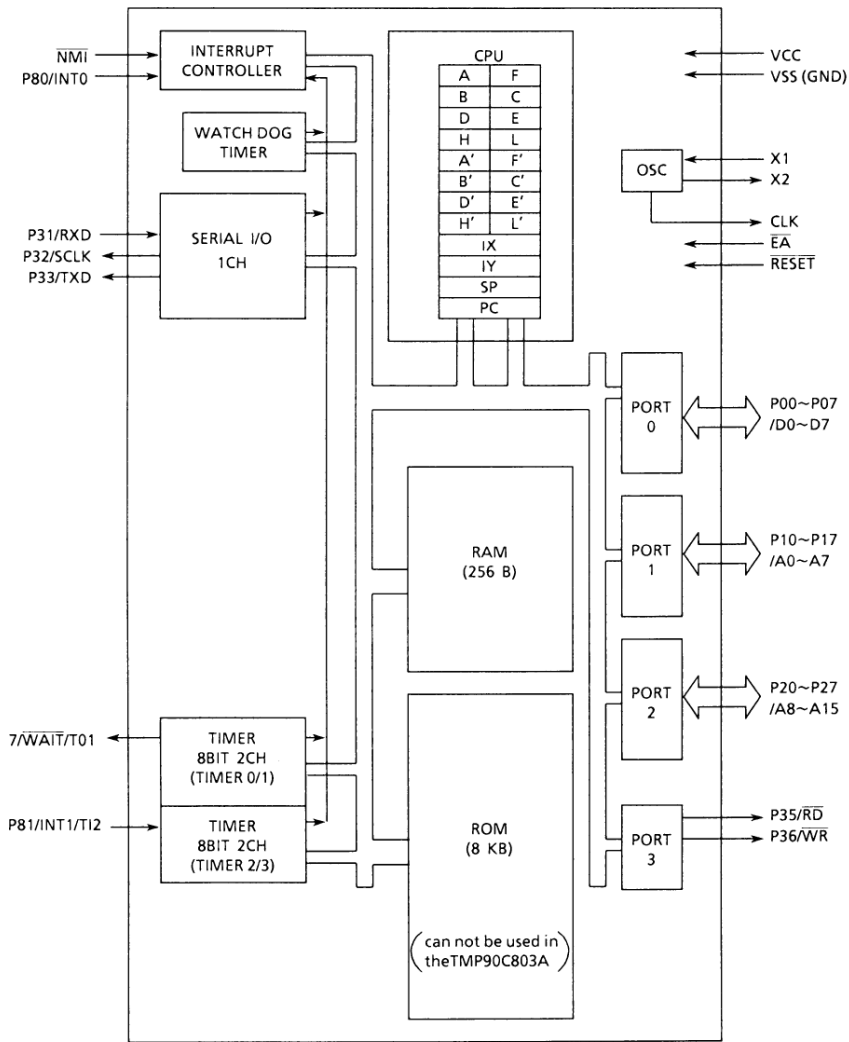 NMI
P80/INT0
INTERRUPT
CONTROLLER
WATCH DOG
TIMER
P31/RXD
P32/SCLK
P33/TXD
SERIAL I/O
1CH
CPU
A F
B C
D E
H L
A′ F′
B′ C′
D′ E′
H′ L′
IX
IY
SP
PC
VCC
VSS (GND)
OSC
X1
X2
CLK
EA
RESET
PORT
0
P00~P07
/D0~D7
RAM
(256 B)
PORT
1
P10~P17
/A0~A7
PORT
2
P20~P27
/A8~A15
7/WAIT/T01
TIMER
8BIT 2CH
(TIMER 0/1)
P81/INT1/TI2
TIMER
8BIT 2CH
(TIMER 2/3)
ROM
(8 KB)
(can not be used in
theTMP90C803A)
PORT
3
P35/RD
P36/WR